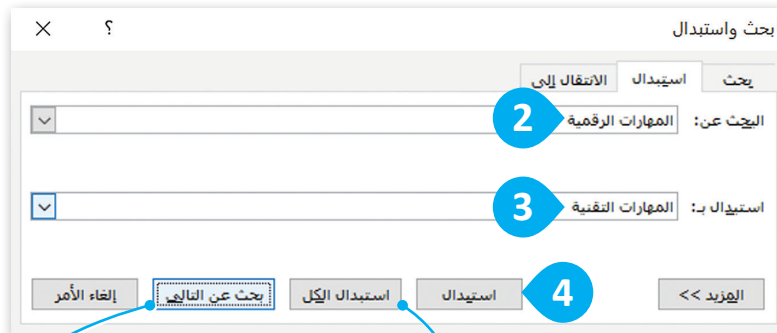 بحث واستبدال ؟
بحث استبدال الانتقال إلى
البحث عن: المهارات الرقمية 2
استبدال بـ: المهارات التقنية 3
المزيد >> 4 استبدال استبدال الكل بحث عن التالي إلغاء الأمر